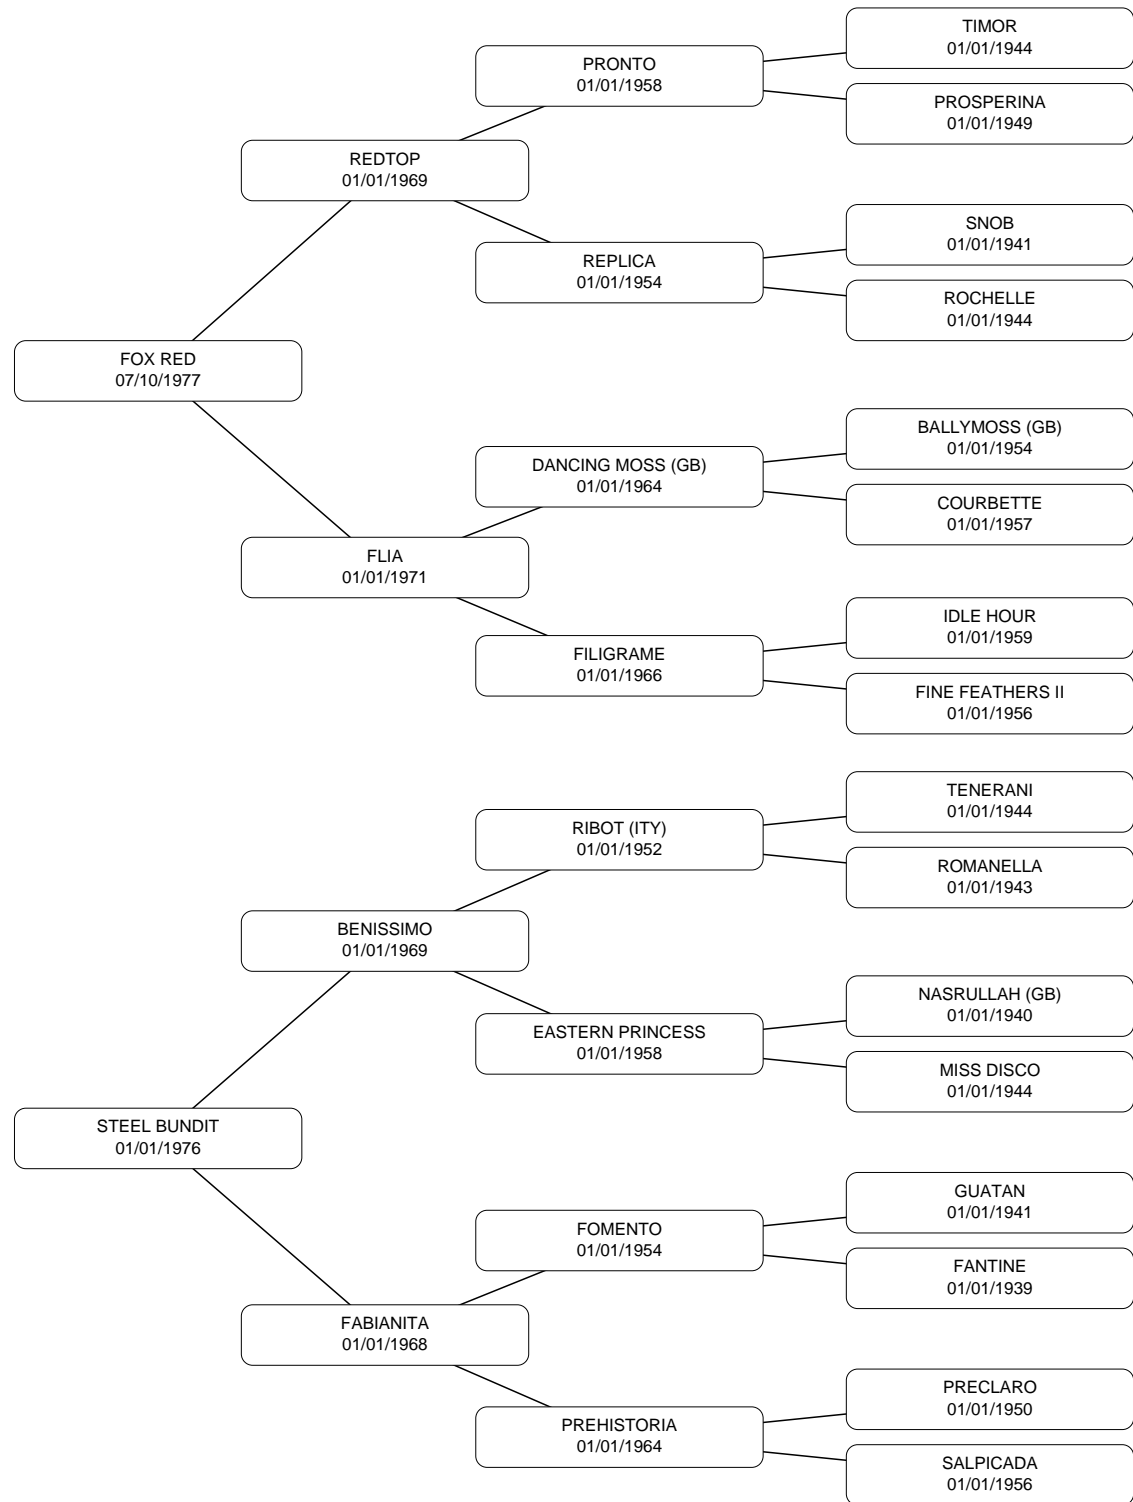 TIMOR
01/01/1944
PRONTO
01/01/1958
PROSPERINA
01/01/1949
REDTOP
01/01/1969
SNOB
01/01/1941
REPLICA
01/01/1954
ROCHELLE
01/01/1944
FOX RED
07/10/1977
BALLYMOSS (GB)
01/01/1954
DANCING MOSS (GB)
01/01/1964
COURBETTE
01/01/1957
FLIA
01/01/1971
IDLE HOUR
01/01/1959
FILIGRAME
01/01/1966
FINE FEATHERS II
01/01/1956
TENERANI
01/01/1944
RIBOT (ITY)
01/01/1952
ROMANELLA
01/01/1943
BENISSIMO
01/01/1969
NASRULLAH (GB)
01/01/1940
EASTERN PRINCESS
01/01/1958
MISS DISCO
01/01/1944
STEEL BUNDIT
01/01/1976
GUATAN
01/01/1941
FOMENTO
01/01/1954
FANTINE
01/01/1939
FABIANITA
01/01/1968
PRECLARO
01/01/1950
PREHISTORIA
01/01/1964
SALPICADA
01/01/1956